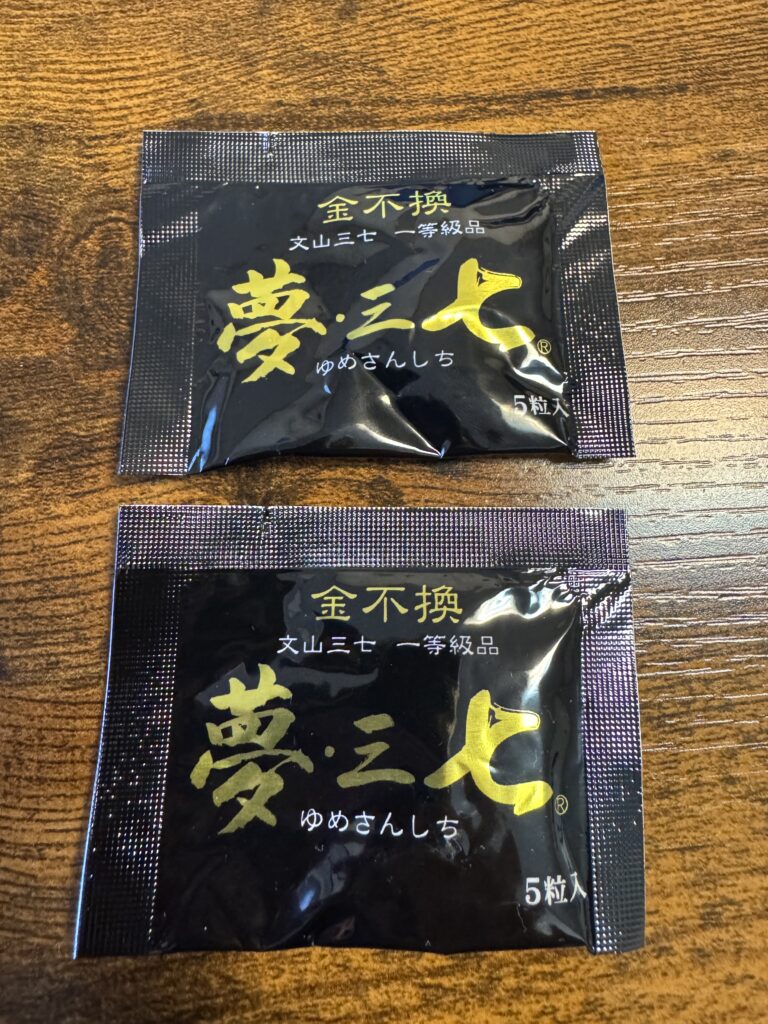 金不換
文山三七 一等級品
夢・三七®
ゆめさんしち
5粒入
金不換
文山三七 一等級品
夢・三七®
ゆめさんしち
5粒入